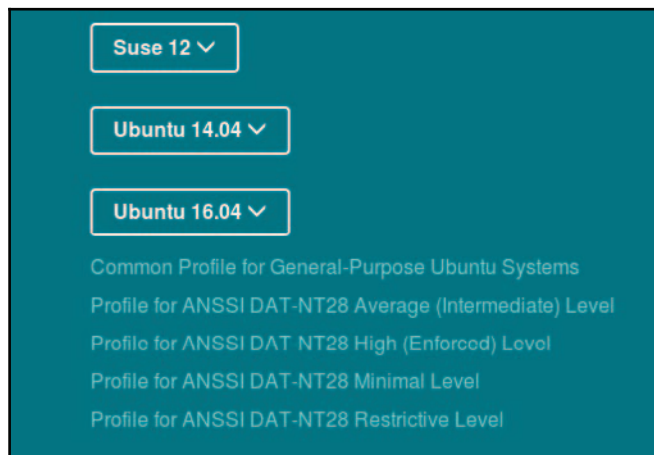 Suse 12
Ubuntu 14.04
Ubuntu 16.04
Common Profile for General-Purpose Ubuntu Systems
Profile for ANSSI DAT-NT28 Average (Intermediate) Level
Profile for ANSSI DAT-NT28 High (Enforced) Level
Profile for ANSSI DAT-NT28 Minimal Level
Profile for ANSSI DAT-NT28 Restrictive Level